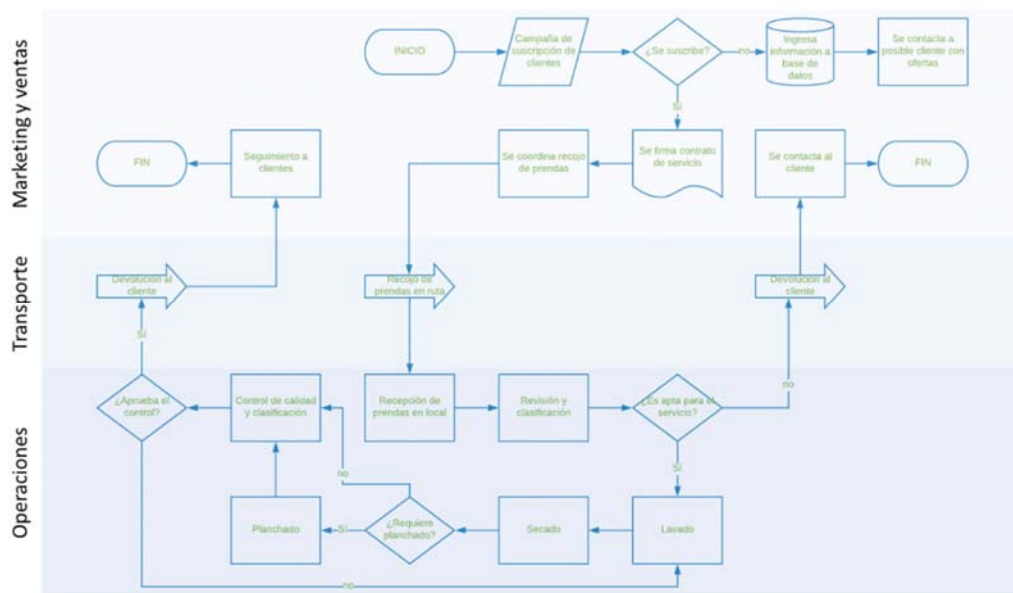 Marketing y ventas
INICIO
Campaña de
suscripción de
clientes
¿Se suscribe?
no
Ingresa
información a
base de
datos
Se contacta a
posible cliente con
ofertas
Sí
FIN
Seguimiento a
clientes
Se coordina recojo
de prendas
Se firma contrato
de servicio
Se contacta al
cliente
FIN
Transporte
Devolución al
cliente
Recojo de
prendas en ruta
Devolución al
cliente
Sí
no
Operaciones
¿Aprueba el
control?
Control de calidad
y clasificación
Recepción de
prendas en local
Revisión y
clasificación
¿Es apta para el
servicio?
no
Sí
Planchado
Sí
¿Requiere
planchado?
Secado
Lavado
no